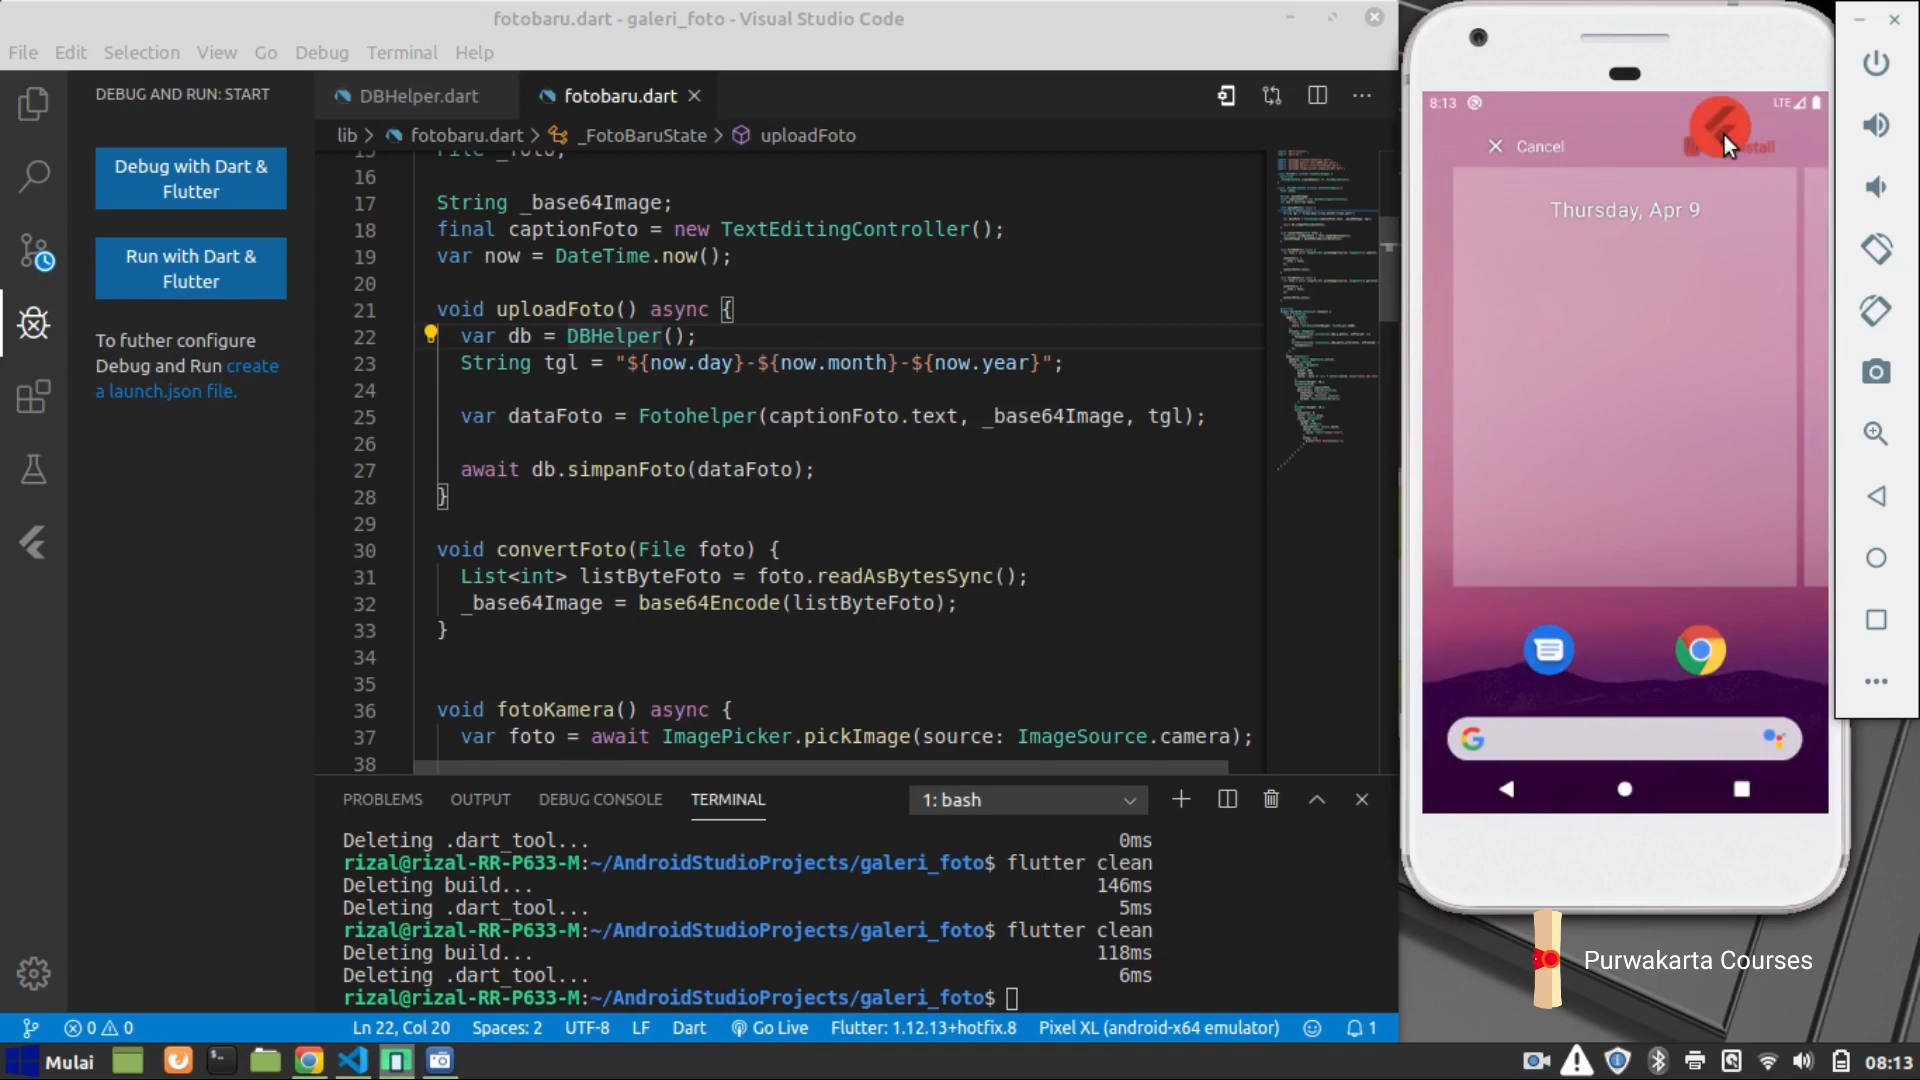 fotobaru.dart - galeri_foto - Visual Studio Code
File Edit Selection View Go Debug Terminal Help
DEBUG AND RUN: START
Debug with Dart &
Flutter
Run with Dart &
Flutter
To futher configure
Debug and Run create
a launch.json file.
DBHelper.dart
fotobaru.dart
lib > fotobaru.dart > _FotoBaruState > uploadFoto
16
17 String _base64Image;
18 final captionFoto = new TextEditingController();
19 var now = DateTime.now();
20
21 void uploadFoto() async {
22 var db = DBHelper();
23 String tgl = "${now.day}-${now.month}-${now.year}";
24
25 var dataFoto = Fotohelper(captionFoto.text, _base64Image, tgl);
26
27 await db.simpanFoto(dataFoto);
28 }
29
30 void convertFoto(File foto) {
31 List<int> listByteFoto = foto.readAsBytesSync();
32 _base64Image = base64Encode(listByteFoto);
33 }
34
35
36 void fotoKamera() async {
37 var foto = await ImagePicker.pickImage(source: ImageSource.camera);
38
PROBLEMS OUTPUT DEBUG CONSOLE TERMINAL
1: bash
Deleting .dart_tool... 0ms
rizal@rizal-RR-P633-M:~/AndroidStudioProjects/galeri_foto$ flutter clean
Deleting build... 146ms
Deleting .dart_tool... 5ms
rizal@rizal-RR-P633-M:~/AndroidStudioProjects/galeri_foto$ flutter clean
Deleting build... 118ms
Deleting .dart_tool... 6ms
rizal@rizal-RR-P633-M:~/AndroidStudioProjects/galeri_foto$
0 0 Ln 22, Col 20 Spaces: 2 UTF-8 LF Dart Go Live Flutter: 1.12.13+hotfix.8 Pixel XL (android-x64 emulator) 1
Mulai
08:13
8:13
LTE
Cancel
Thursday, Apr 9
Purwakarta Courses